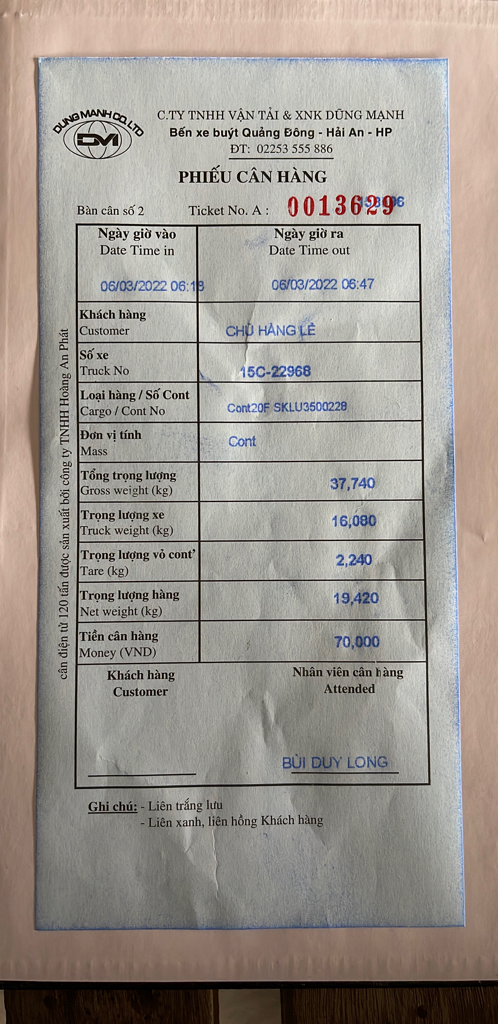 DUNG MANH CO.,LTD
DM
C.TY TNHH VẬN TẢI & XNK DŨNG MẠNH
Bến xe buýt Quảng Đông - Hải An - HP
ĐT: 02253 555 886
PHIẾU CÂN HÀNG
Bàn cân số 2 Ticket No. A : 0013629
Ngày giờ vào Ngày giờ ra
Date Time in Date Time out
06/03/2022 06:13 06/03/2022 06:47
Khách hàng
Customer CHỦ HÀNG LẺ
Số xe
Truck No 15C-22968
Loại hàng / Số Cont
Cargo / Cont No Cont20F SKLU3500228
Đơn vị tính
Mass Cont
Tổng trọng lượng
Gross weight (kg) 37,740
Trọng lượng xe
Truck weight (kg) 16,080
Trọng lượng vỏ cont'
Tare (kg) 2,240
Trọng lượng hàng
Net weight (kg) 19,420
Tiền cân hàng
Money (VND) 70,000
Khách hàng Nhân viên cân hàng
Customer Attended
BÙI DUY LONG
Ghi chú: - Liên trắng lưu
- Liên xanh, liên hồng Khách hàng
cân điện tử 120 tấn được sản xuất bởi công ty TNHH Hoàng An Phát